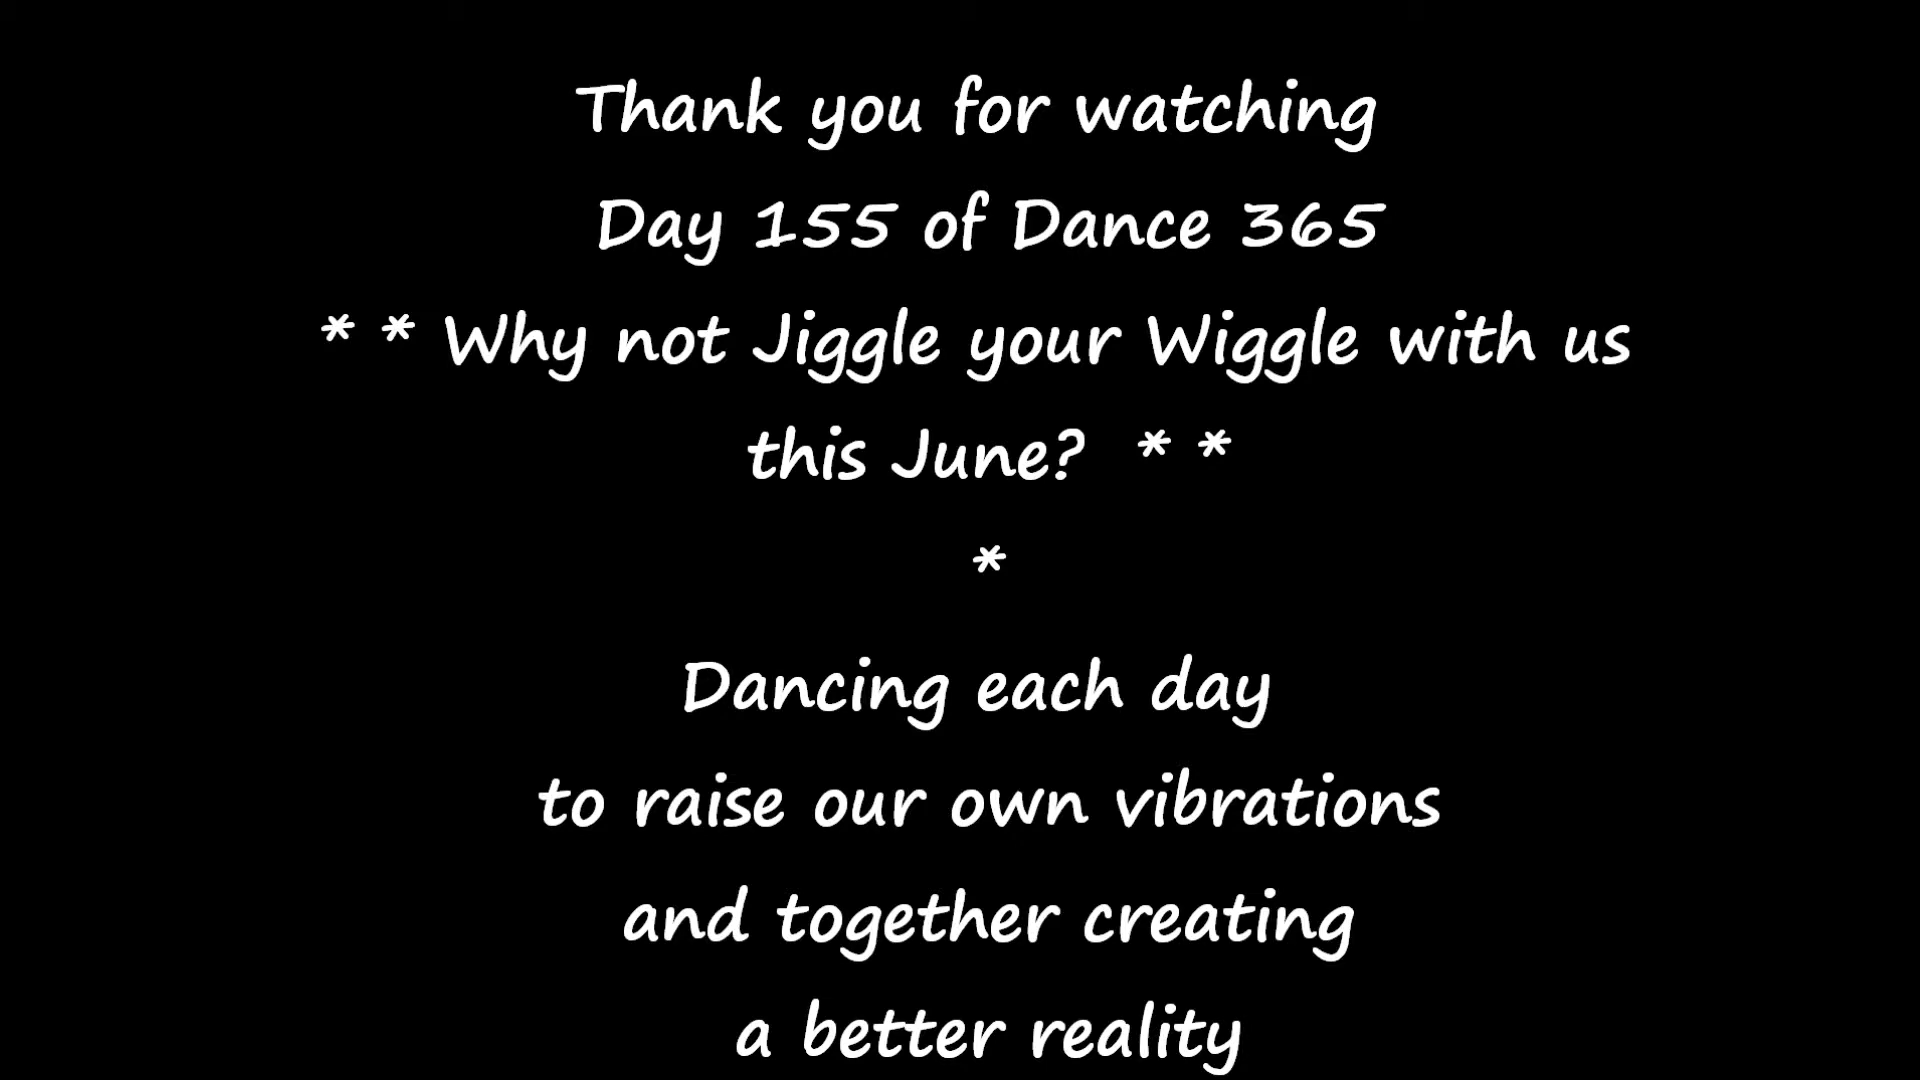 Thank you for watching
Day 155 of Dance 365
* * Why not Jiggle your Wiggle with us
this June? * *
*
Dancing each day
to raise our own vibrations
and together creating
a better reality